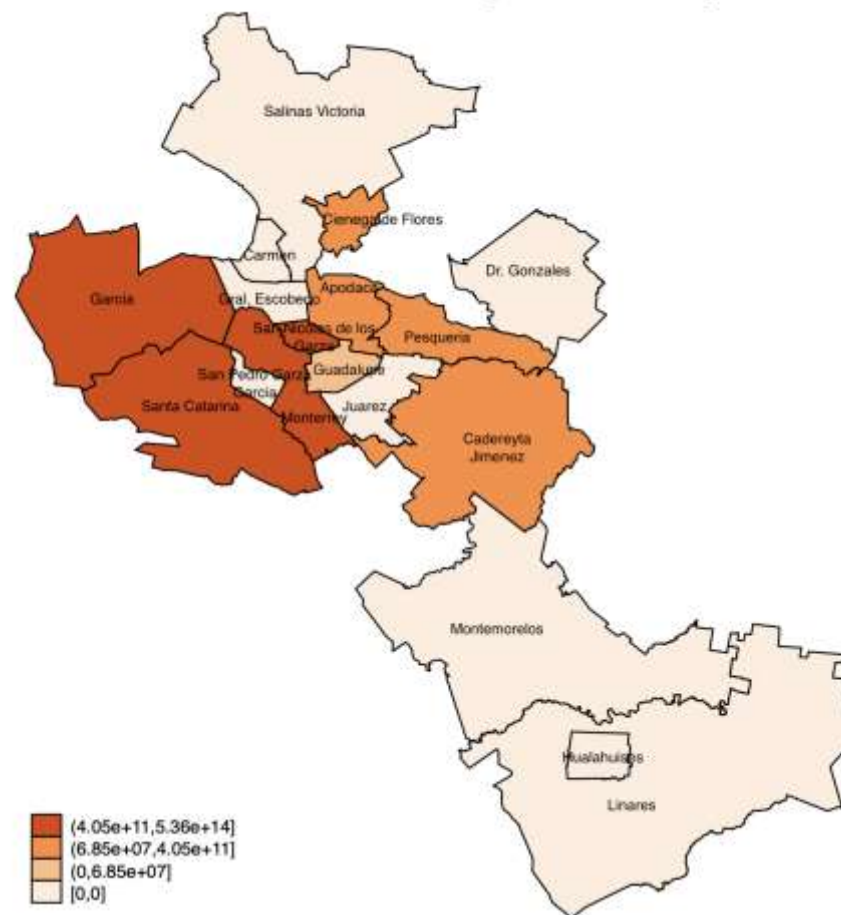 Salinas Victoria
Cienega de Flores
Carmen
Dr. Gonzales
Garcia
Gral. Escobedo
Apodaca
San Nicolas de los
Garza
Pesqueria
San Pedro Garza
Garcia
Guadalupe
Santa Catarina
Monterrey
Juarez
Cadereyta
Jimenez
Montemorelos
Hualahuises
Linares
(4.05e+11,5.36e+14]
(6.85e+07,4.05e+11]
(0,6.85e+07]
[0,0]